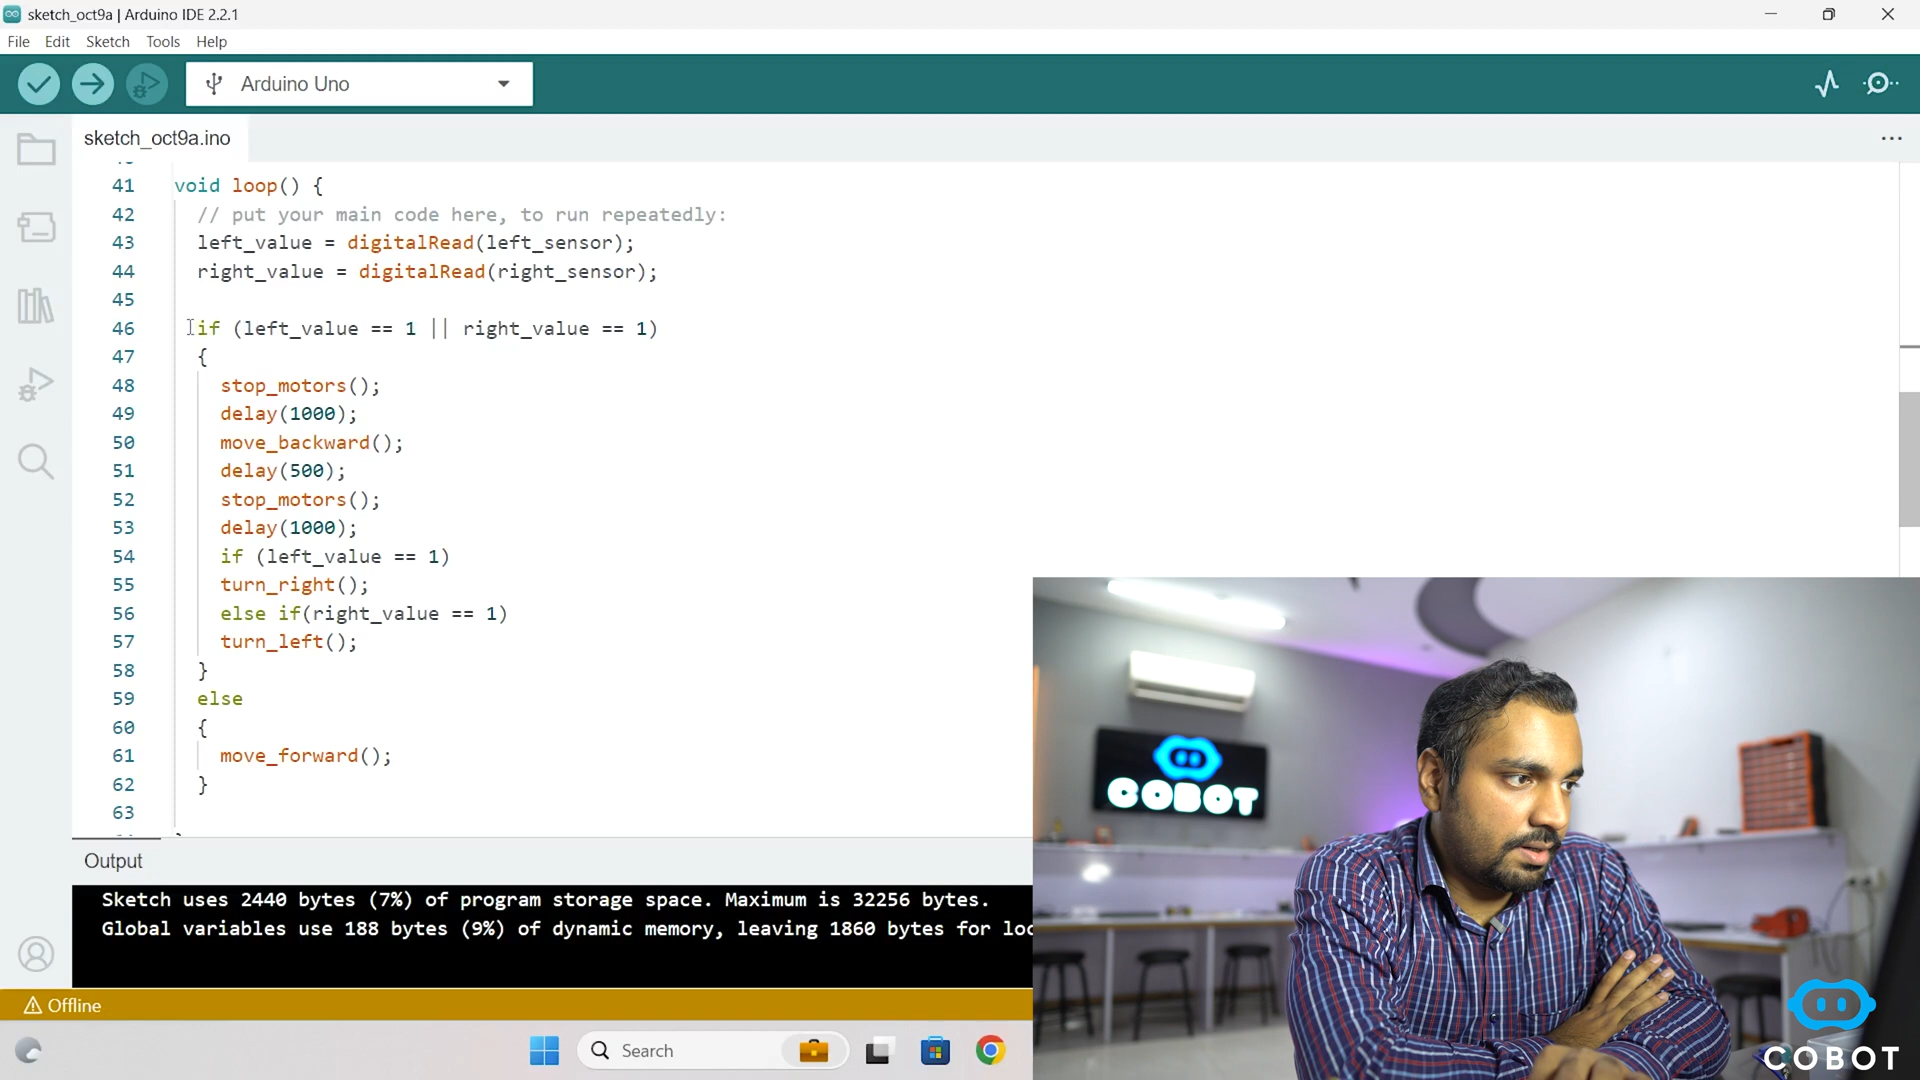 sketch_oct9a | Arduino IDE 2.2.1
File Edit Sketch Tools Help
Arduino Uno
sketch_oct9a.ino
41 void loop() {
42 // put your main code here, to run repeatedly:
43 left_value = digitalRead(left_sensor);
44 right_value = digitalRead(right_sensor);
45
46 if (left_value == 1 || right_value == 1)
47 {
48 stop_motors();
49 delay(1000);
50 move_backward();
51 delay(500);
52 stop_motors();
53 delay(1000);
54 if (left_value == 1)
55 turn_right();
56 else if(right_value == 1)
57 turn_left();
58 }
59 else
60 {
61 move_forward();
62 }
63
Output
Sketch uses 2440 bytes (7%) of program storage space. Maximum is 32256 bytes.
Global variables use 188 bytes (9%) of dynamic memory, leaving 1860 bytes for
Offline
Search
COBOT
COBOT